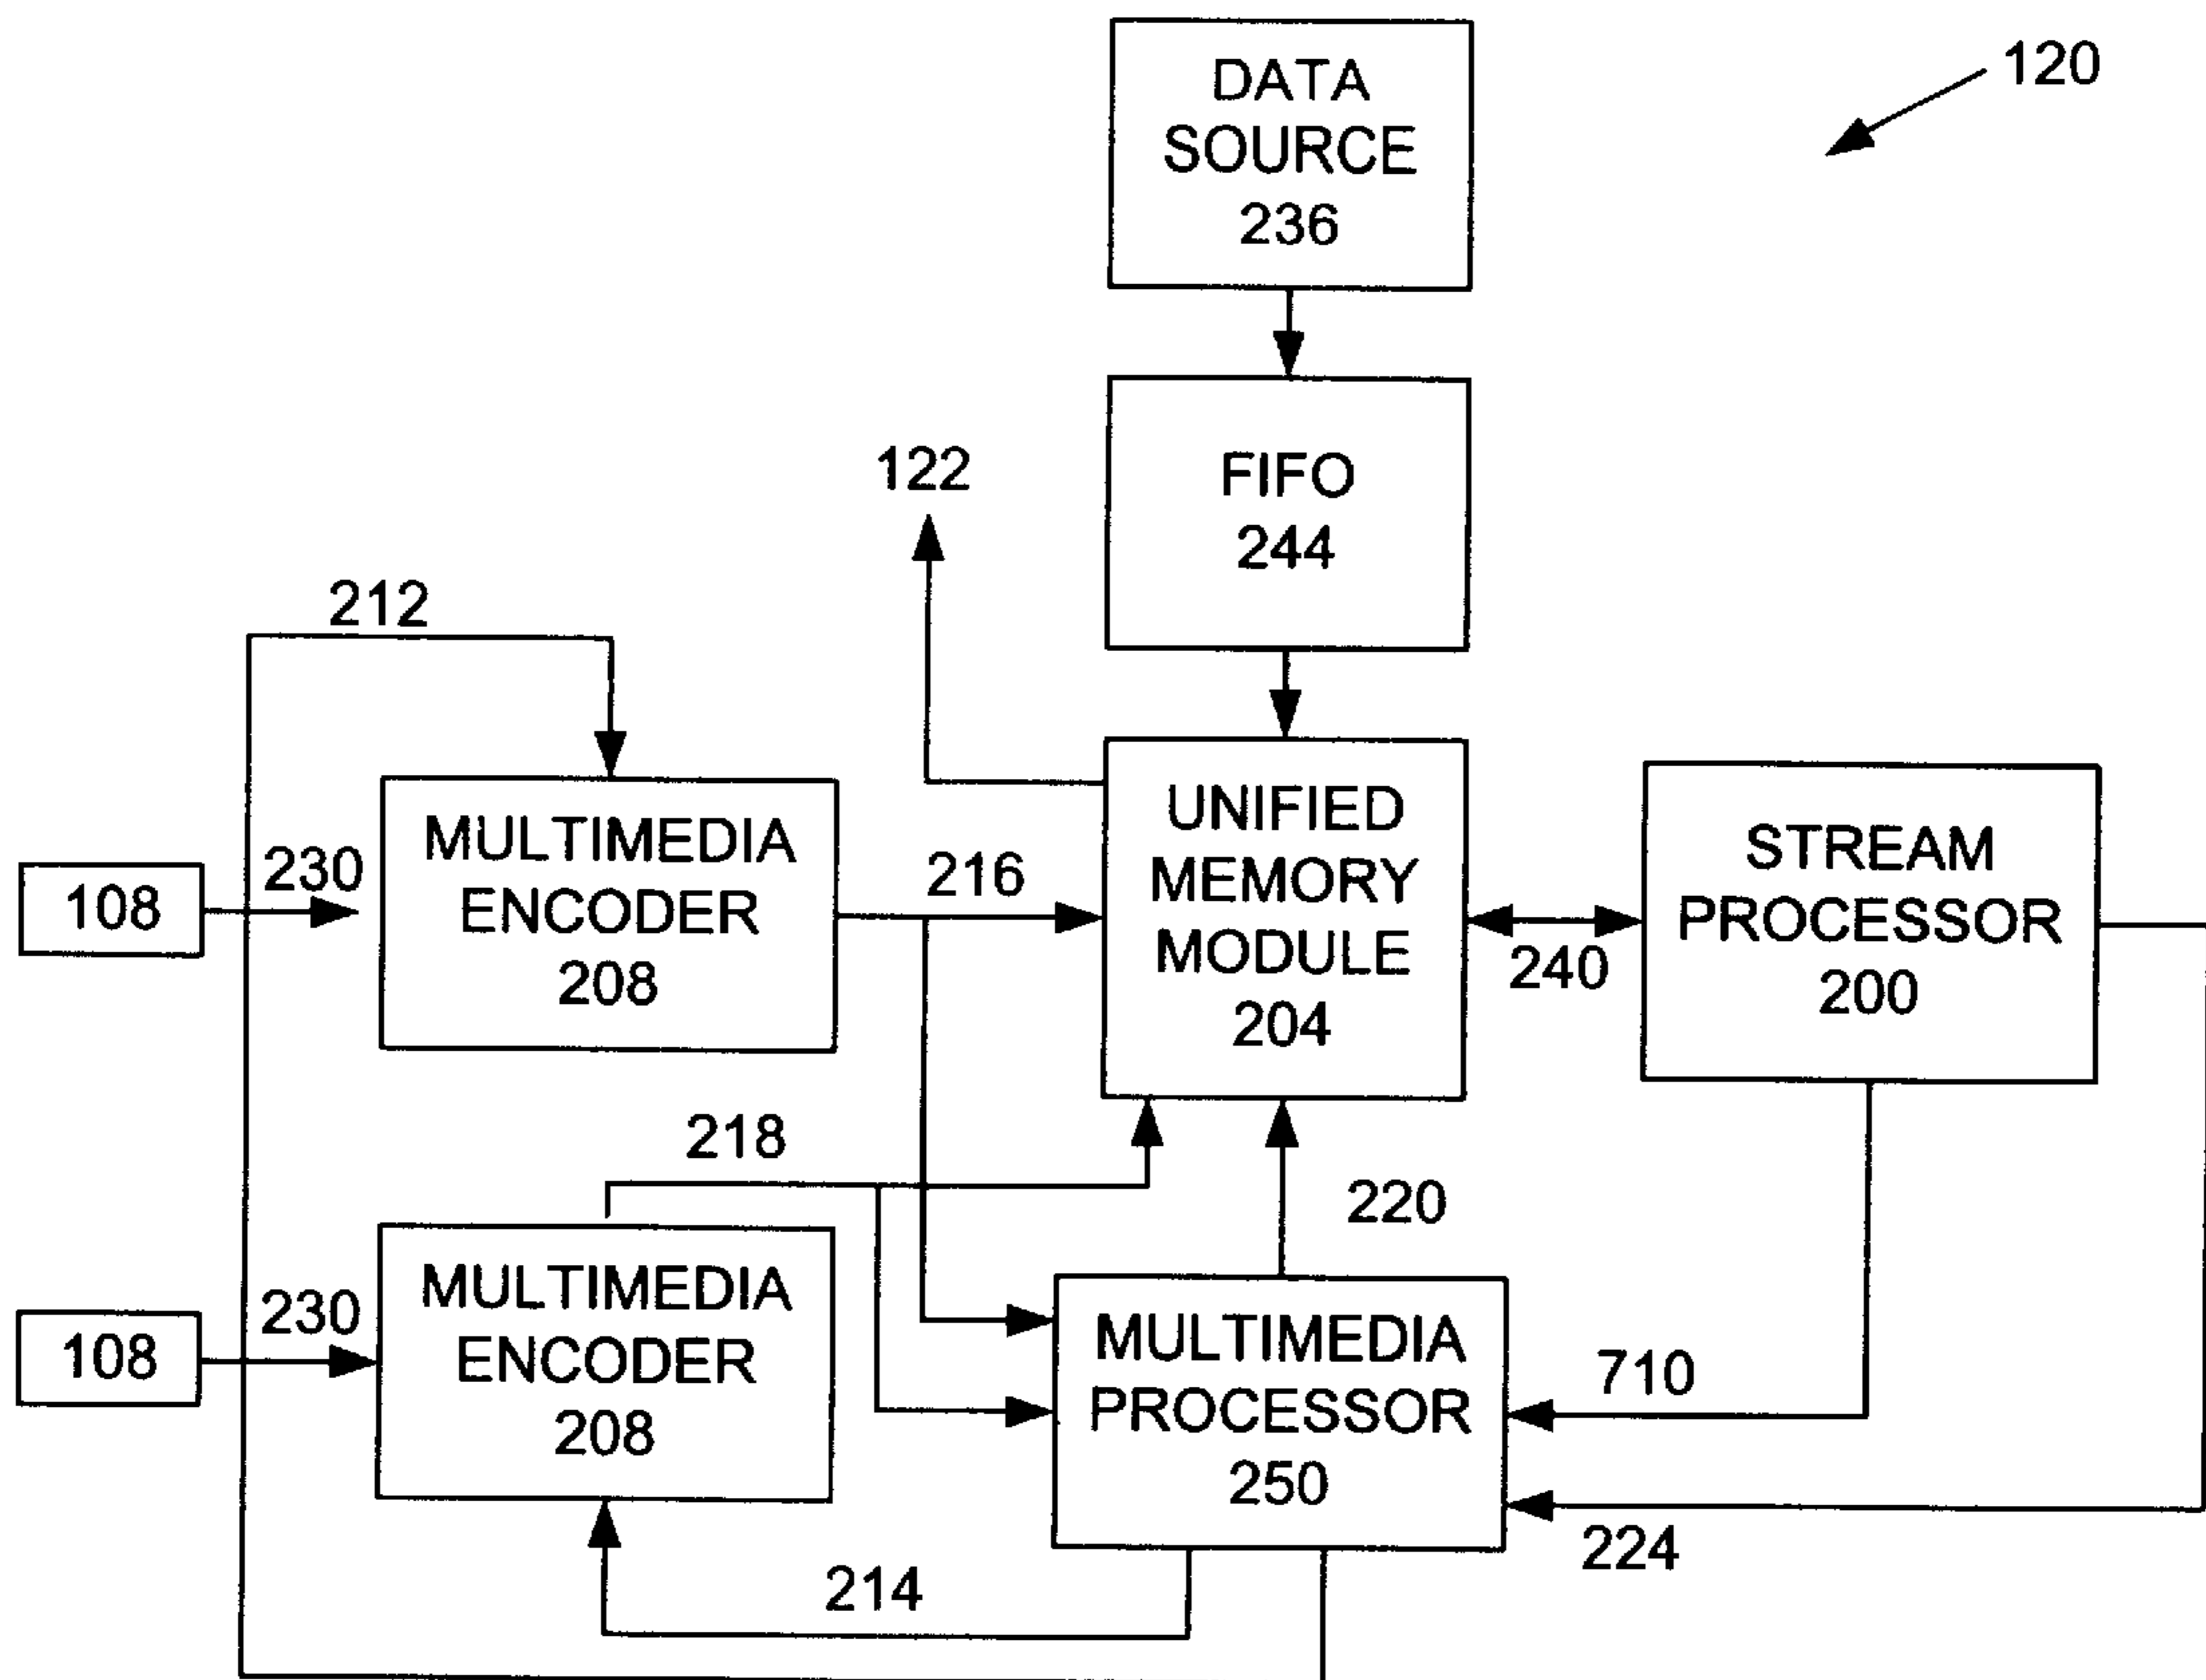 DATA
SOURCE
236
120
FIFO
244
122
212
MULTIMEDIA
ENCODER
208
230
108
216
UNIFIED
MEMORY
MODULE
204
240
STREAM
PROCESSOR
200
218
220
MULTIMEDIA
ENCODER
208
230
108
MULTIMEDIA
PROCESSOR
250
710
224
214